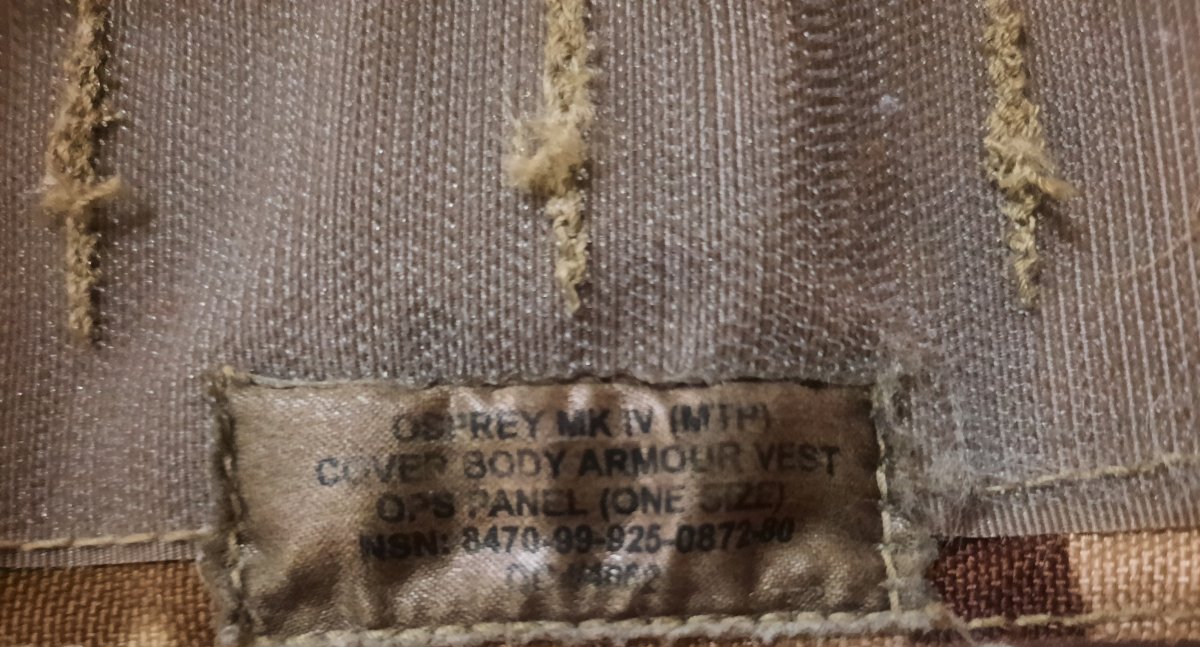 OSPREY MK IV (MTP)
COVER BODY ARMOUR VEST
OPS PANEL (ONE SIZE)
NSN: 8470-99-925-0872-